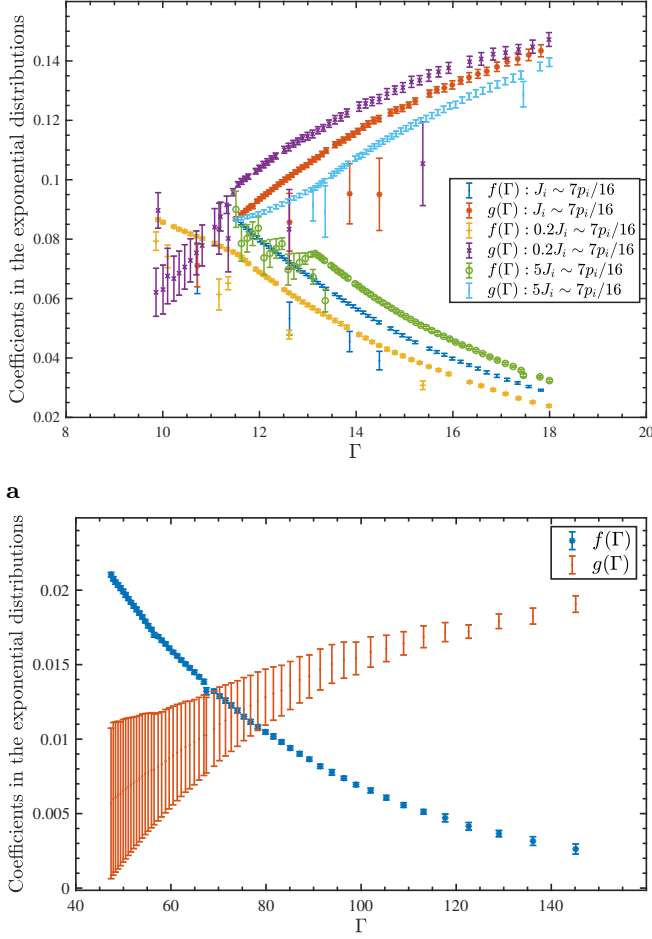 Coefficients in the exponential distributions
0.14
0.12
0.1
0.08
0.06
0.04
0.02
f(Γ) : J_i ∼ 7p_i/16
g(Γ) : J_i ∼ 7p_i/16
f(Γ) : 0.2J_i ∼ 7p_i/16
g(Γ) : 0.2J_i ∼ 7p_i/16
f(Γ) : 5J_i ∼ 7p_i/16
g(Γ) : 5J_i ∼ 7p_i/16
8 10 12 14 16 18 20
Γ
a
Coefficients in the exponential distributions
0.02
0.015
0.01
0.005
0
f(Γ)
g(Γ)
40 60 80 100 120 140
Γ